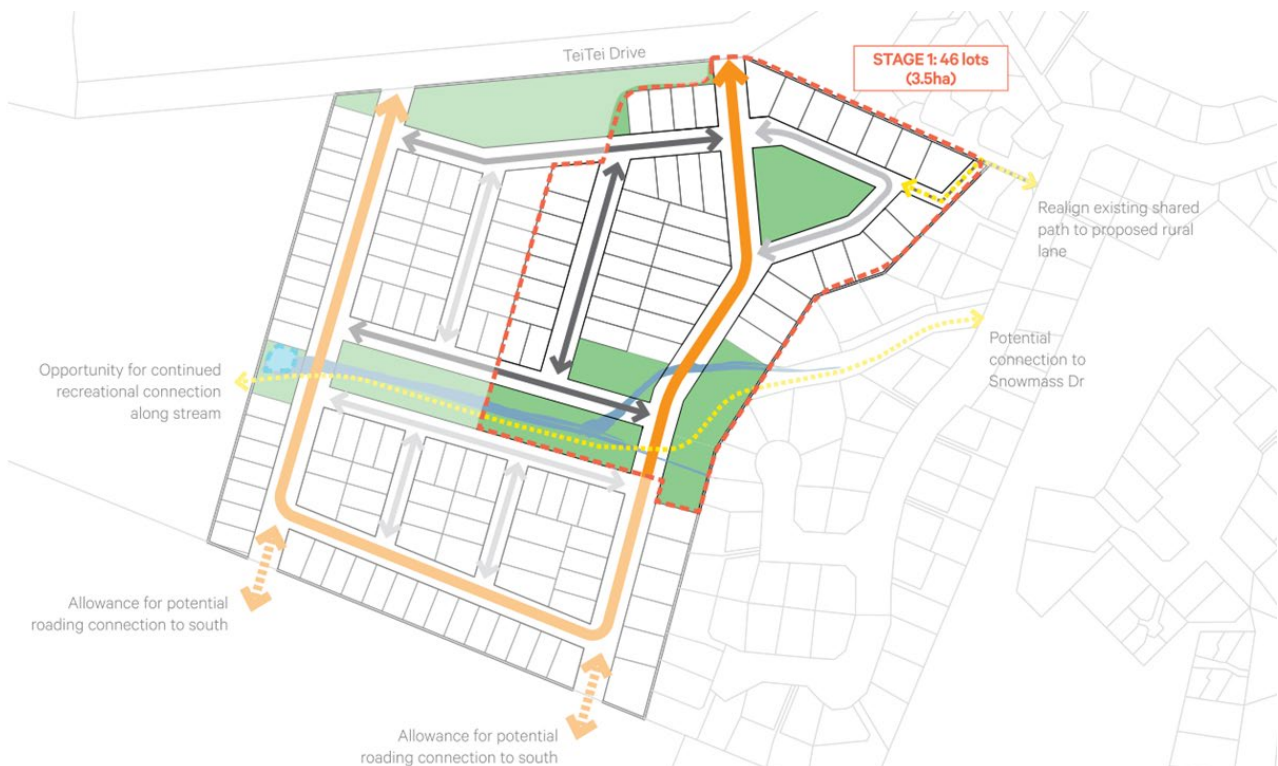 TeiTei Drive
STAGE 1: 46 lots
(3.5ha)
Realign existing shared
path to proposed rural
lane
Potential
connection to
Snowmass Dr
Opportunity for continued
recreational connection
along stream
Allowance for potential
roading connection to south
Allowance for potential
roading connection to south